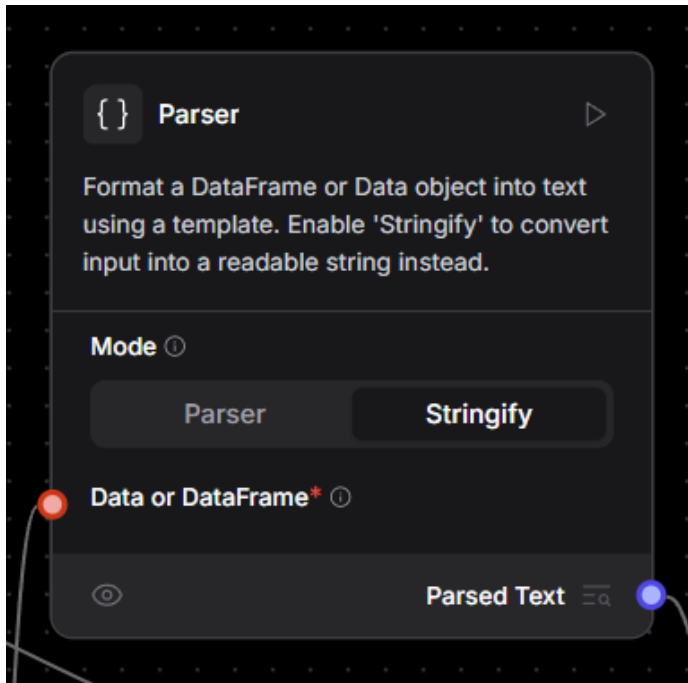 { } Parser
Format a DataFrame or Data object into text
using a template. Enable 'Stringify' to convert
input into a readable string instead.
Mode
Parser Stringify
Data or DataFrame*
Parsed Text